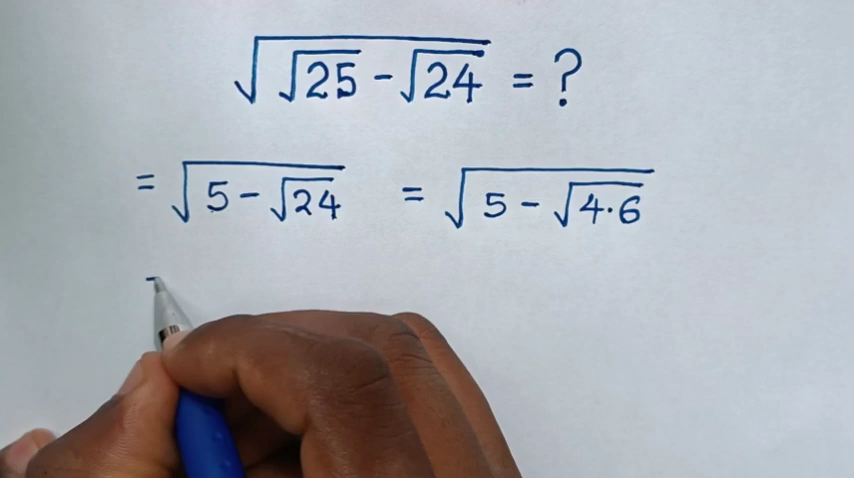 √(√25 - √24) = ?
= √(5 - √24) = √(5 - √(4·6))
-